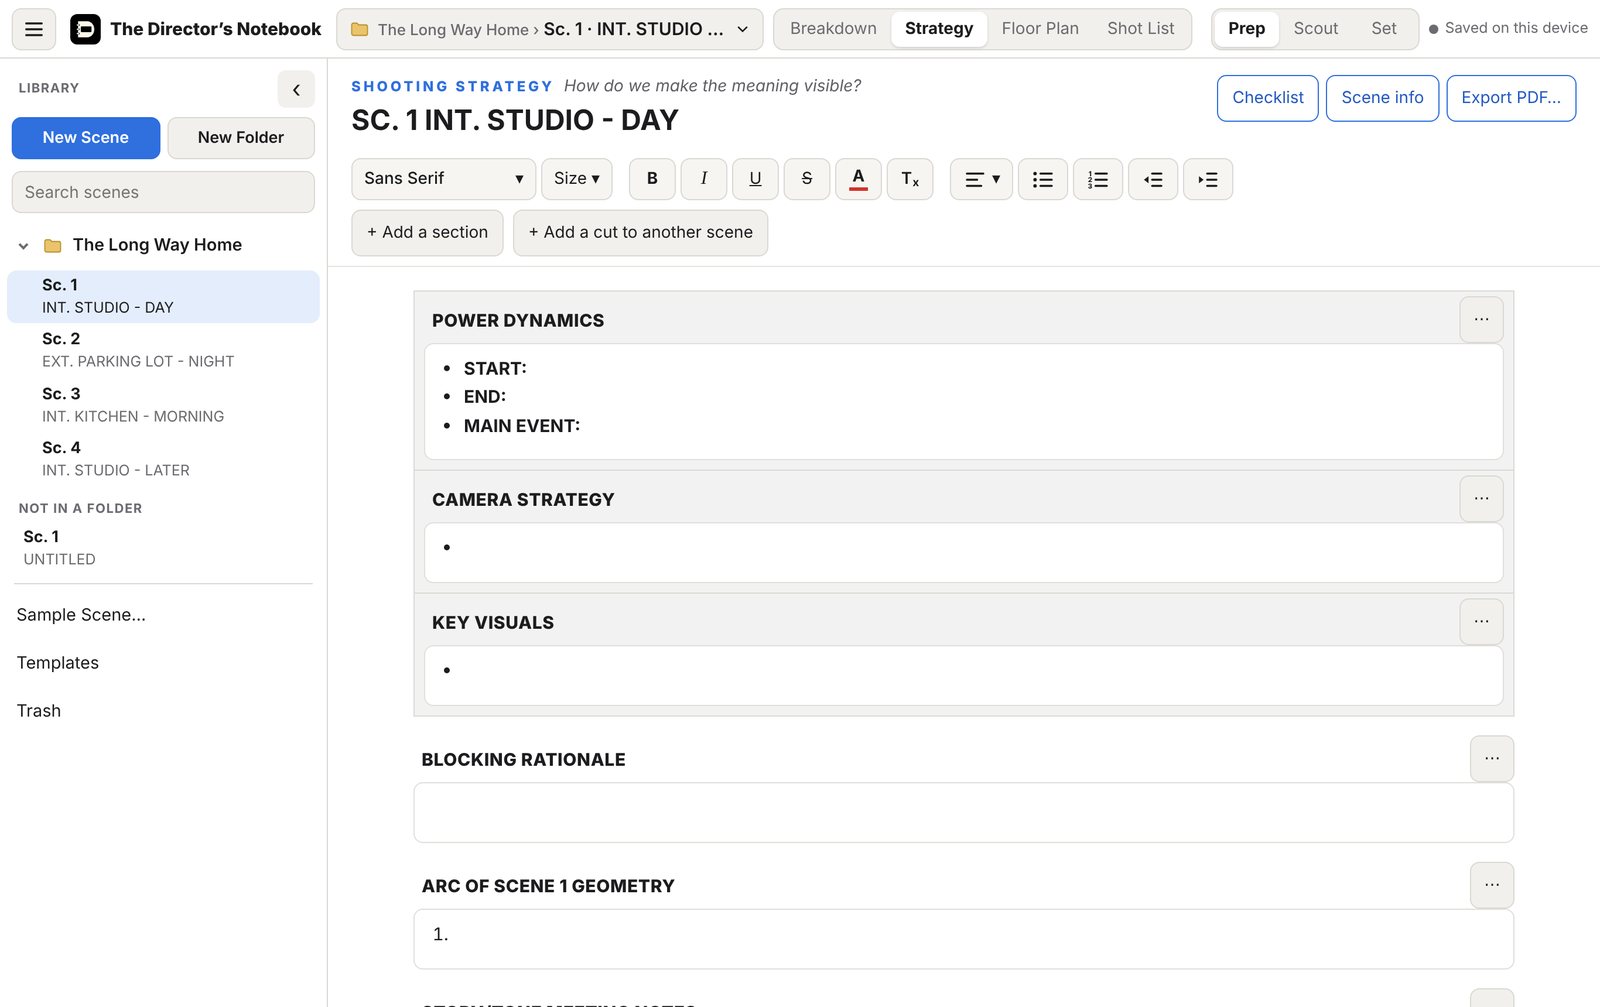 The Director's Notebook
The Long Way Home › Sc. 1 · INT. STUDIO ...
Breakdown
Strategy
Floor Plan
Shot List
Prep
Scout
Set
Saved on this device
LIBRARY
New Scene
New Folder
Search scenes
The Long Way Home
Sc. 1
INT. STUDIO - DAY
Sc. 2
EXT. PARKING LOT - NIGHT
Sc. 3
INT. KITCHEN - MORNING
Sc. 4
INT. STUDIO - LATER
NOT IN A FOLDER
Sc. 1
UNTITLED
Sample Scene...
Templates
Trash
SHOOTING STRATEGY How do we make the meaning visible?
SC. 1 INT. STUDIO - DAY
Checklist
Scene info
Export PDF...
Sans Serif
Size
B
I
U
S
A
Tx
+ Add a section
+ Add a cut to another scene
POWER DYNAMICS
...
• START:
• END:
• MAIN EVENT:
CAMERA STRATEGY
...
•
KEY VISUALS
...
•
BLOCKING RATIONALE
...
ARC OF SCENE 1 GEOMETRY
...
1.